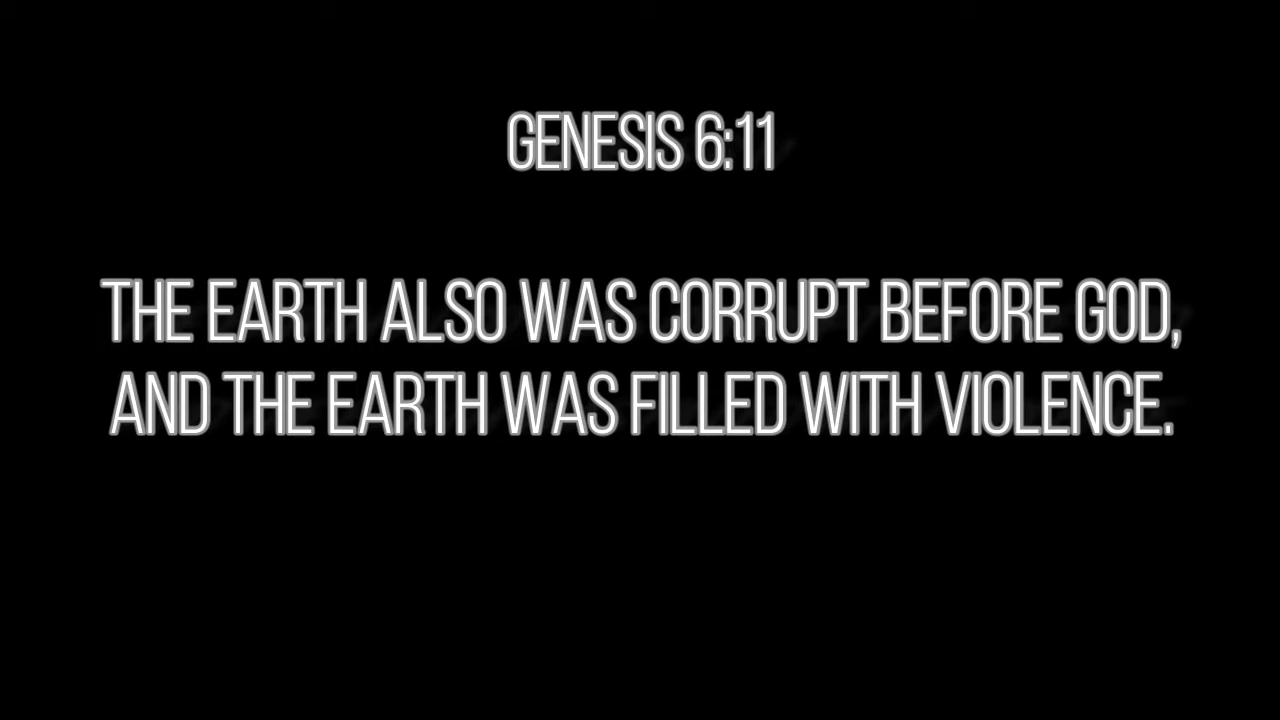 GENESIS 6:11
THE EARTH ALSO WAS CORRUPT BEFORE GOD,
AND THE EARTH WAS FILLED WITH VIOLENCE.